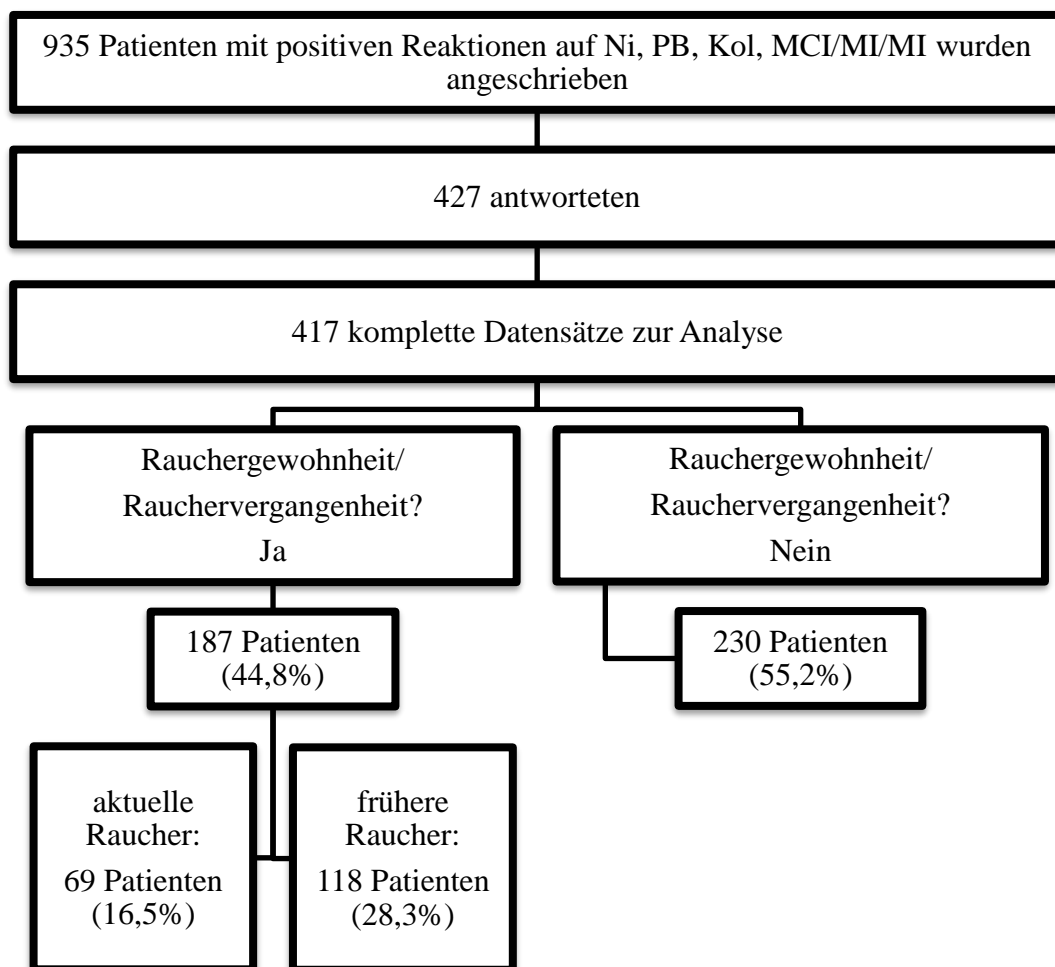 935 Patienten mit positiven Reaktionen auf Ni, PB, Kol, MCI/MI/MI wurden
angeschrieben
427 antworteten
417 komplette Datensätze zur Analyse
Rauchergewohnheit/
Rauchervergangenheit?
Ja
Rauchergewohnheit/
Rauchervergangenheit?
Nein
187 Patienten
(44,8%)
230 Patienten
(55,2%)
aktuelle
Raucher:
69 Patienten
(16,5%)
frühere
Raucher:
118 Patienten
(28,3%)